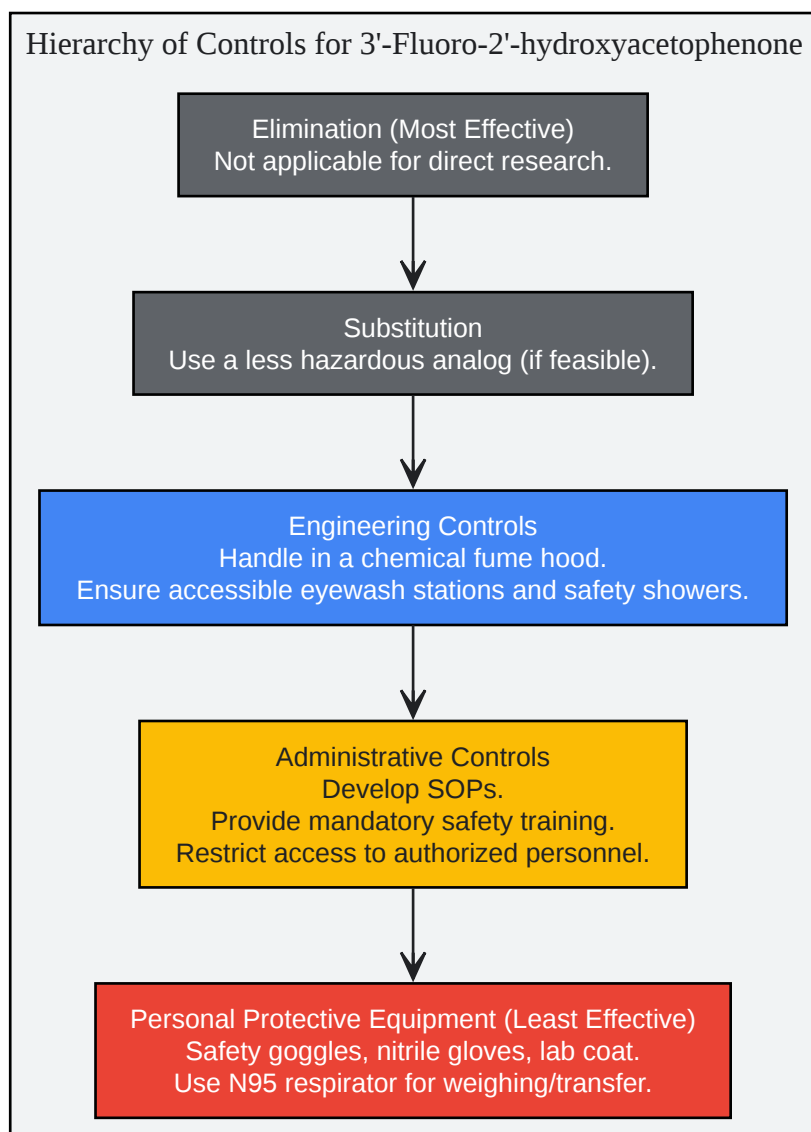 Hierarchy of Controls for 3'-Fluoro-2'-hydroxyacetophenone
Elimination (Most Effective)
Not applicable for direct research.
Substitution
Use a less hazardous analog (if feasible).
Engineering Controls
Handle in a chemical fume hood.
Ensure accessible eyewash stations and safety showers.
Administrative Controls
Develop SOPs.
Provide mandatory safety training.
Restrict access to authorized personnel.
Personal Protective Equipment (Least Effective)
Safety goggles, nitrile gloves, lab coat.
Use N95 respirator for weighing/transfer.